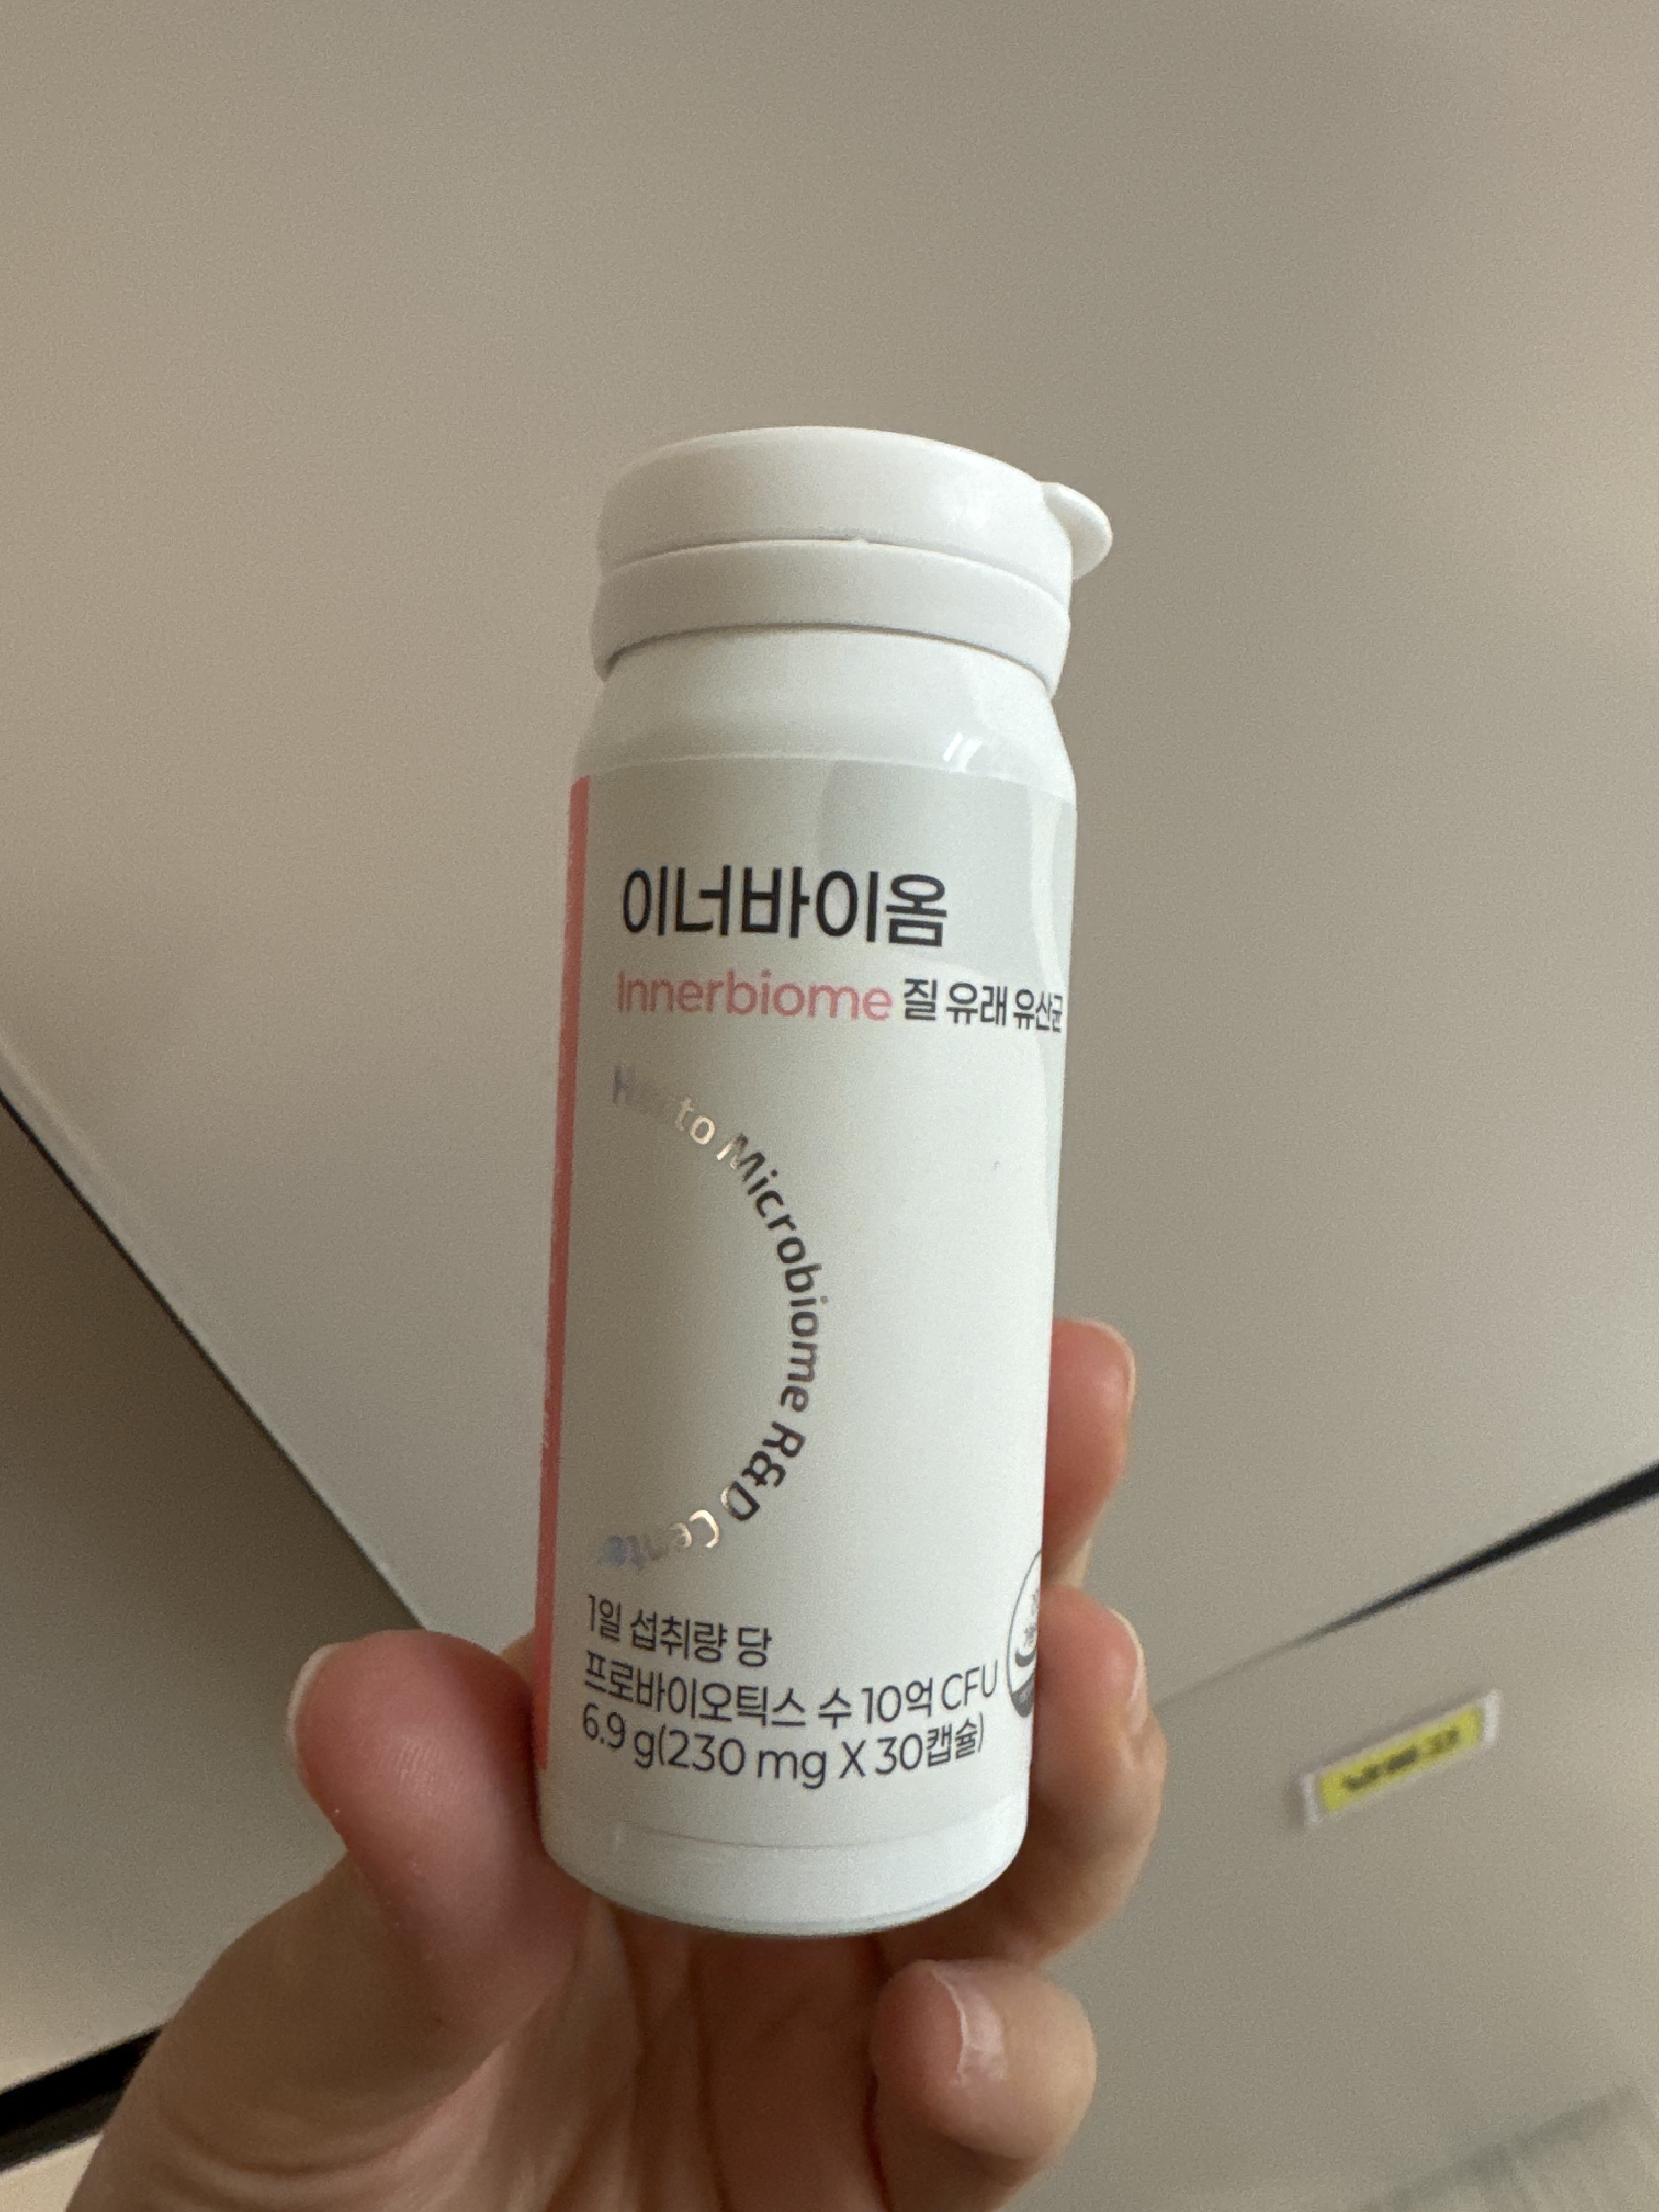 이너바이옴
Innerbiome 질 유래 유산균
to Microbiome R&D Center
1일 섭취량 당
프로바이오틱스 수 10억 CFU
6.9 g(230 mg X 30캡슐)